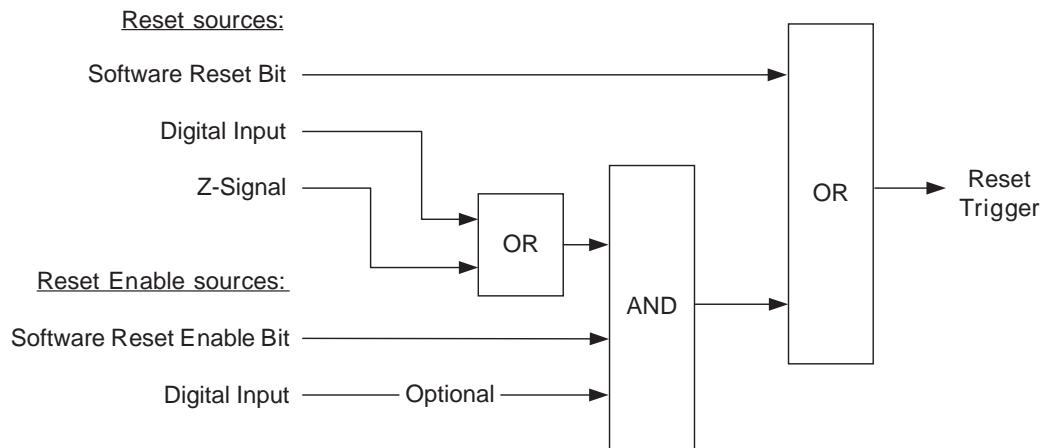 Reset sources:
Software Reset Bit
Digital Input
Z-Signal
OR
Reset Enable sources:
Software Reset Enable Bit
Digital Input
Optional
AND
OR
Reset
Trigger